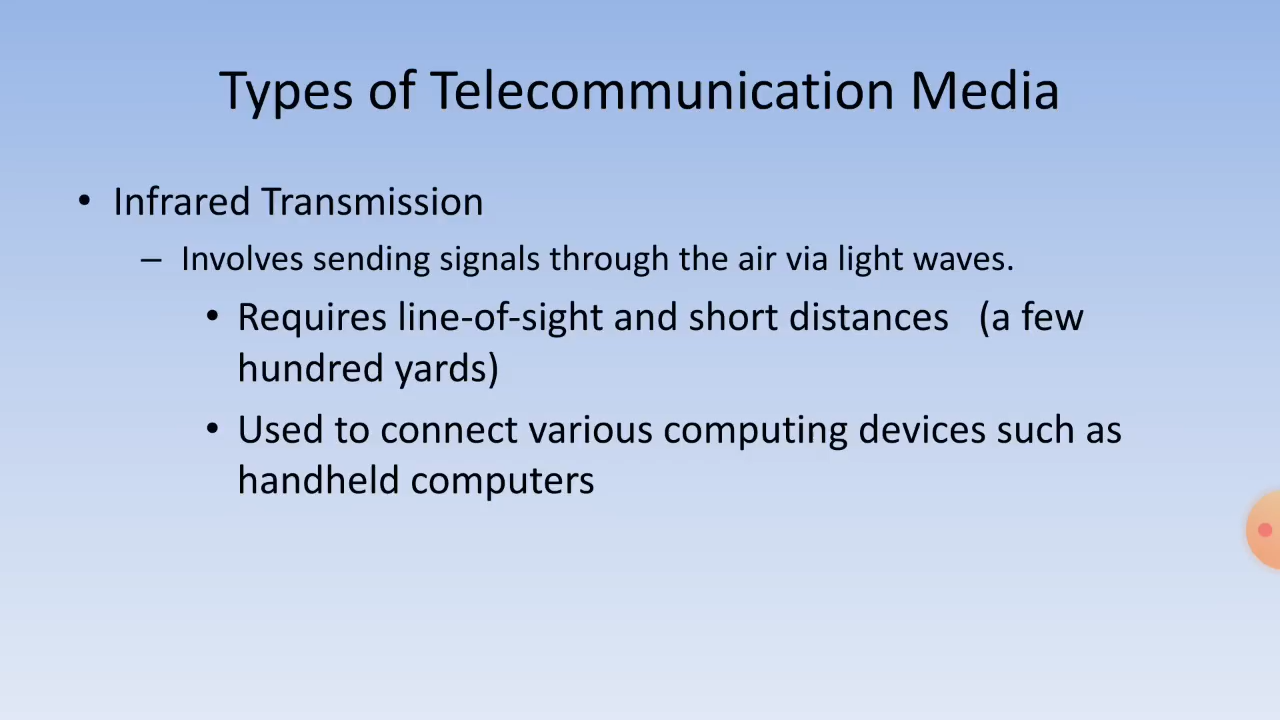 Types of Telecommunication Media
• Infrared Transmission
– Involves sending signals through the air via light waves.
• Requires line-of-sight and short distances (a few
hundred yards)
• Used to connect various computing devices such as
handheld computers